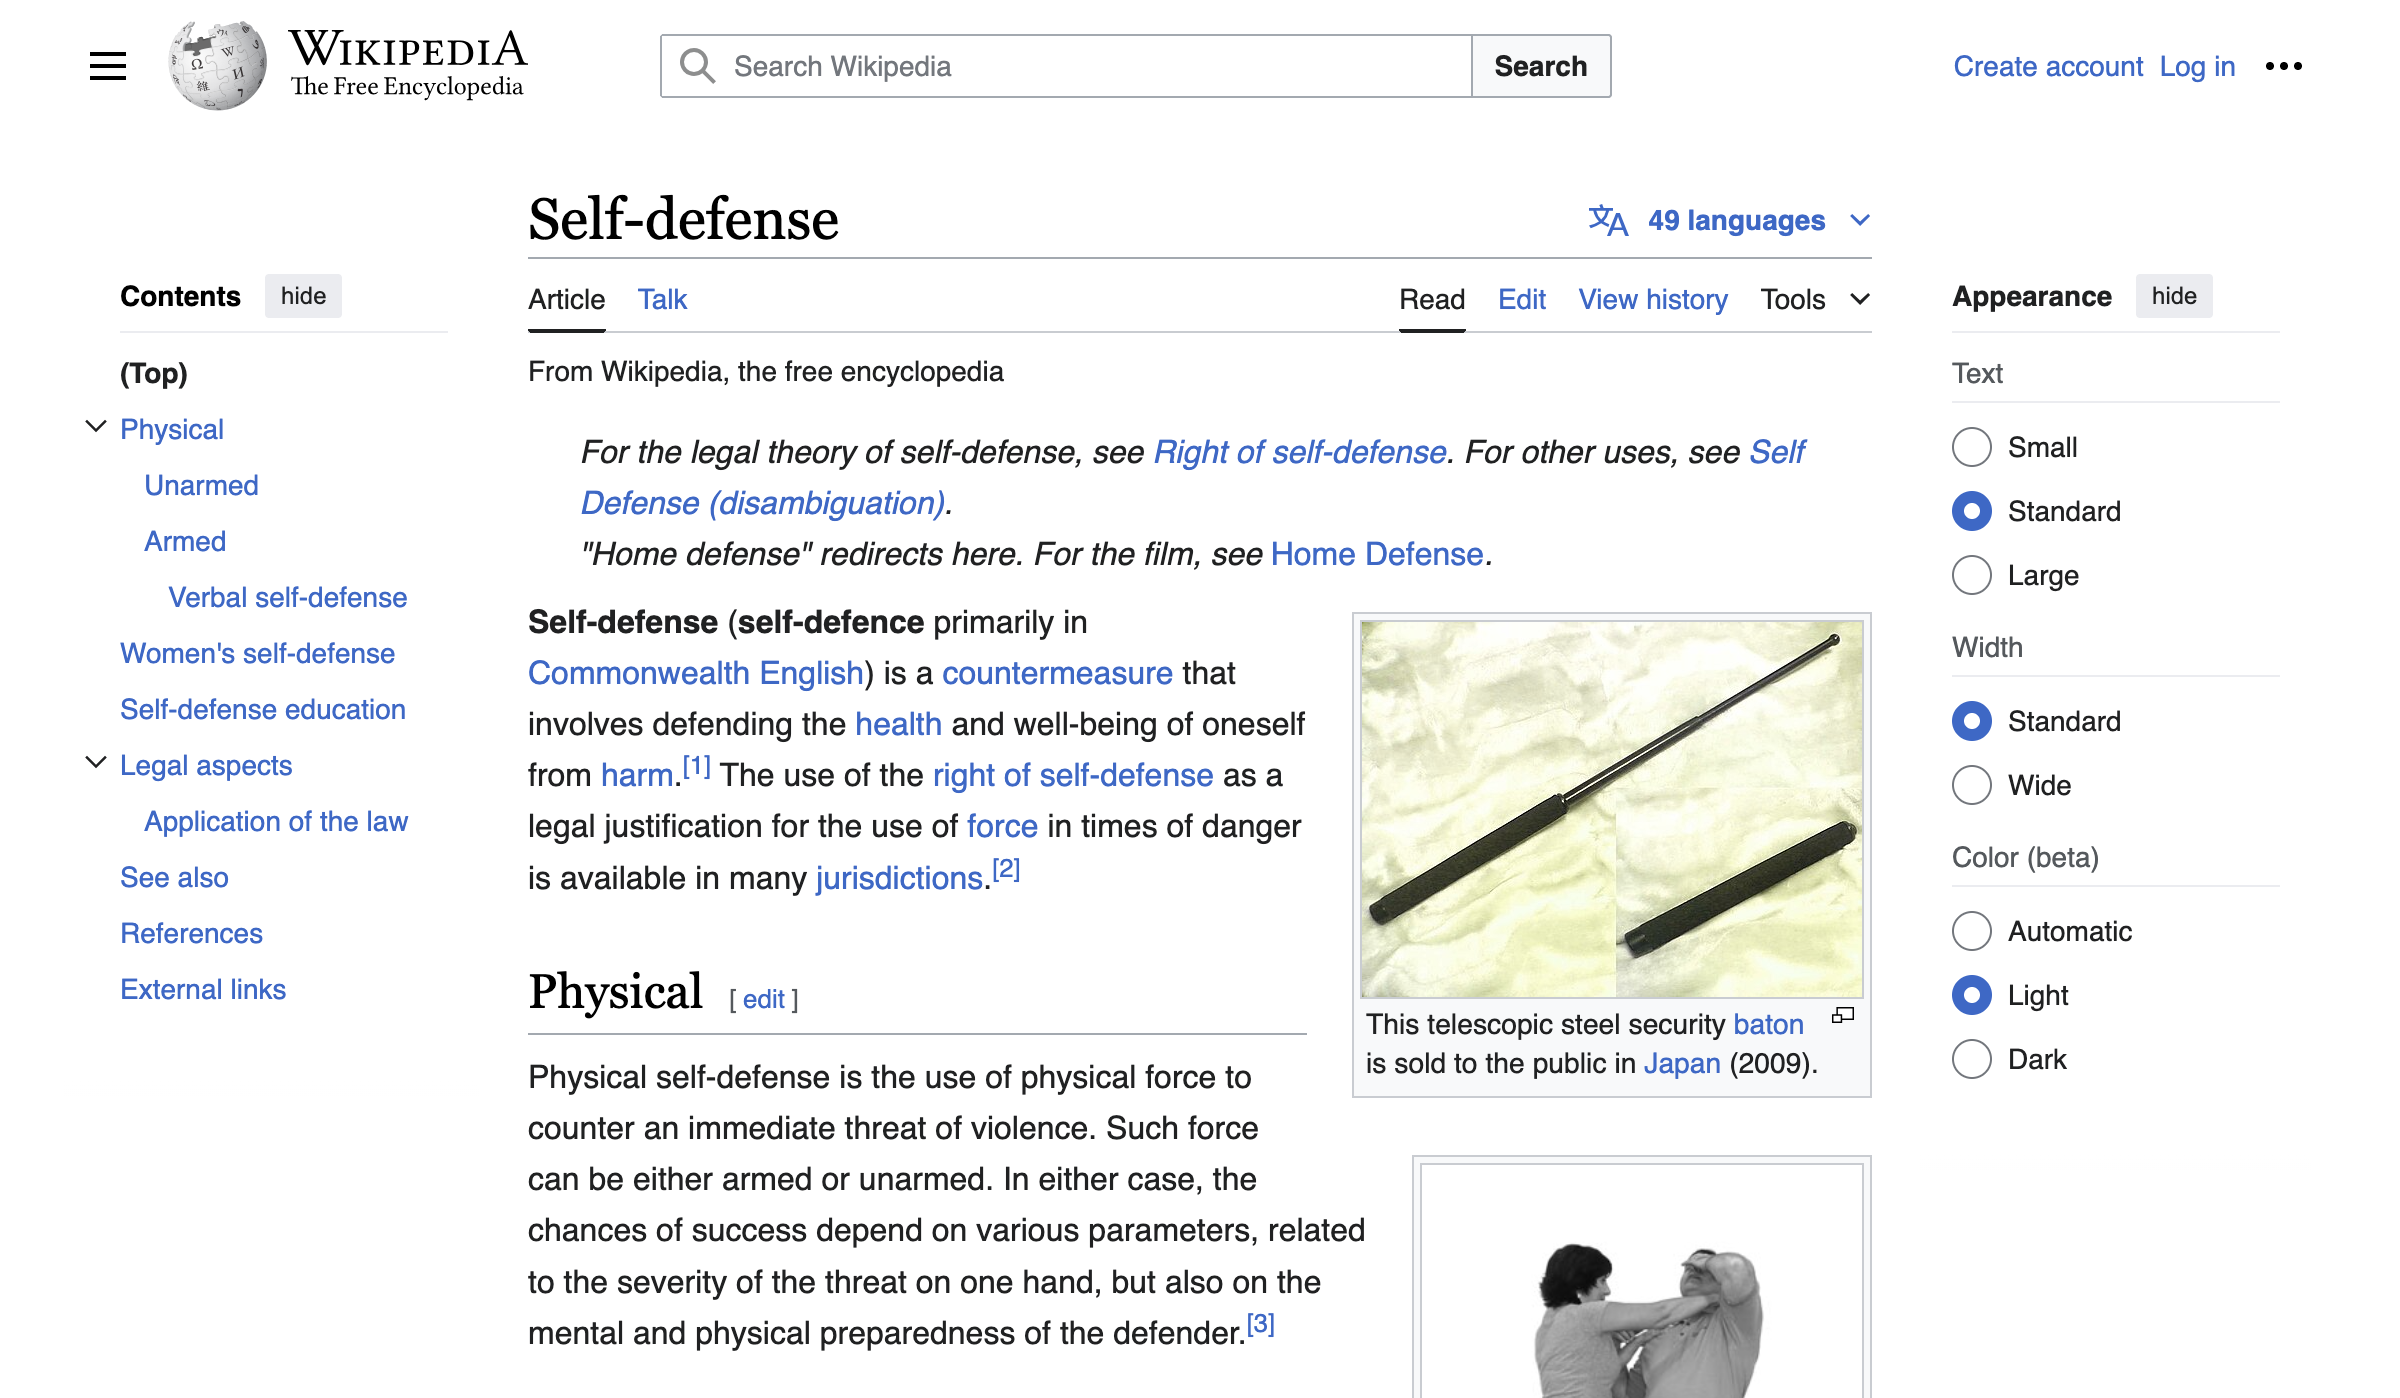 WIKIPEDIA
The Free Encyclopedia
Search Wikipedia
Search
Create account Log in
Self-defense
49 languages
Contents hide
Article Talk
Read Edit View history Tools
Appearance hide
(Top)
Physical
Unarmed
Armed
Verbal self-defense
Women's self-defense
Self-defense education
Legal aspects
Application of the law
See also
References
External links
From Wikipedia, the free encyclopedia
For the legal theory of self-defense, see Right of self-defense. For other uses, see Self
Defense (disambiguation).
"Home defense" redirects here. For the film, see Home Defense.
Self-defense (self-defence primarily in
Commonwealth English) is a countermeasure that
involves defending the health and well-being of oneself
from harm.[1] The use of the right of self-defense as a
legal justification for the use of force in times of danger
is available in many jurisdictions.[2]
Physical [ edit ]
Physical self-defense is the use of physical force to
counter an immediate threat of violence. Such force
can be either armed or unarmed. In either case, the
chances of success depend on various parameters, related
to the severity of the threat on one hand, but also on the
mental and physical preparedness of the defender.[3]
This telescopic steel security baton
is sold to the public in Japan (2009).
Text
Small
Standard
Large
Width
Standard
Wide
Color (beta)
Automatic
Light
Dark